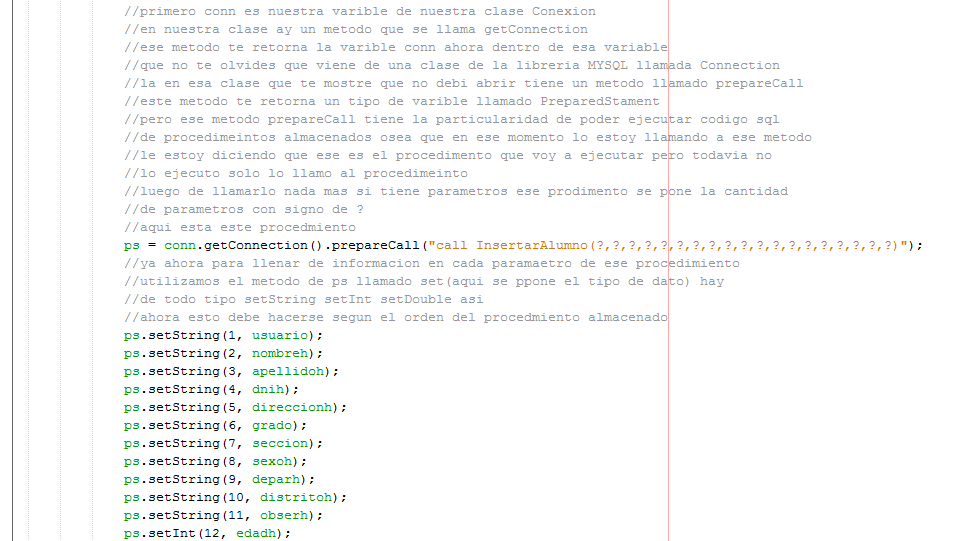 //primero conn es nuestra varible de nuestra clase Conexion
//en nuestra clase ay un metodo que se llama getConnection
//ese metodo te retorna la varible conn ahora dentro de esa variable
//que no te olvides que viene de una clase de la libreria MYSQL llamada Connection
//la en esa clase que te mostre que no debi abrir tiene un metodo llamado prepareCall
//este metodo te retorna un tipo de varible llamado PreparedStament
//pero ese metodo prepareCall tiene la particularidad de poder ejecutar codigo sql
//de procedimeintos almacenados osea que en ese momento lo estoy llamando a ese metodo
//le estoy diciendo que ese es el procedimento que voy a ejecutar pero todavia no
//lo ejecuto solo lo llamo al procedimeinto
//luego de llamarlo nada mas si tiene parametros ese prodimento se pone la cantidad
//de parametros con signo de ?
//aqui esta este procedmiento
ps = conn.getConnection().prepareCall("call InsertarAlumno(?,?,?,?,?,?,?,?,?,?,?,?,?,?,?,?,?,?,?)");
//ya ahora para llenar de informacion en cada paramaetro de ese procedimiento
//utilizamos el metodo de ps llamado set(aqui se ppone el tipo de dato) hay
//de todo tipo setString setInt setDouble asi
//ahora esto debe hacerse segun el orden del procedmiento almacenado
ps.setString(1, usuario);
ps.setString(2, nombreh);
ps.setString(3, apellidoh);
ps.setString(4, dnih);
ps.setString(5, direccionh);
ps.setString(6, grado);
ps.setString(7, seccion);
ps.setString(8, sexoh);
ps.setString(9, deparh);
ps.setString(10, distritoh);
ps.setString(11, obserh);
ps.setInt(12, edadh);